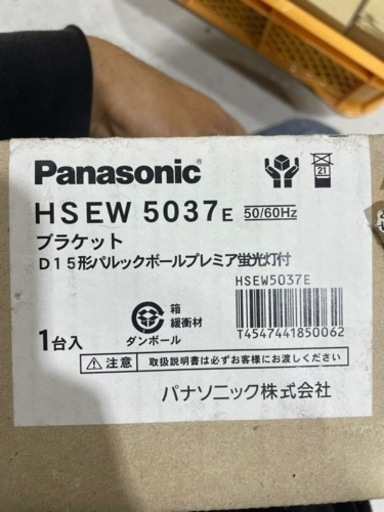 Panasonic®
21
HSEW 5037E 50/60Hz
ブラケット
D15形パルックボールプレミア蛍光灯付
HSEW5037E
1台入
箱
緩衝材
ダンボール
T4547441850062
⚠注意 取扱説明書は必ずお客様にお渡しください。
パナソニック株式会社